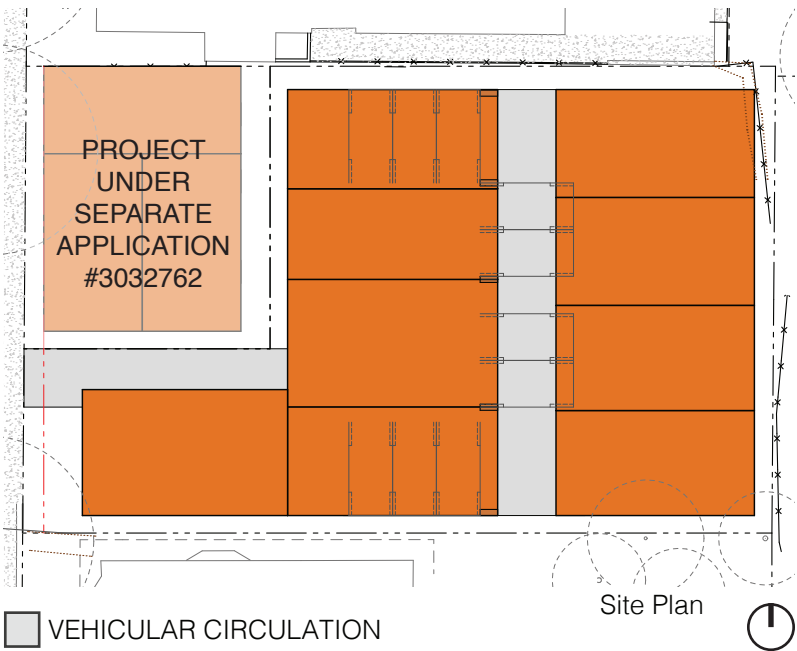 PROJECT
UNDER
SEPARATE
APPLICATION
#3032762
Site Plan
VEHICULAR CIRCULATION